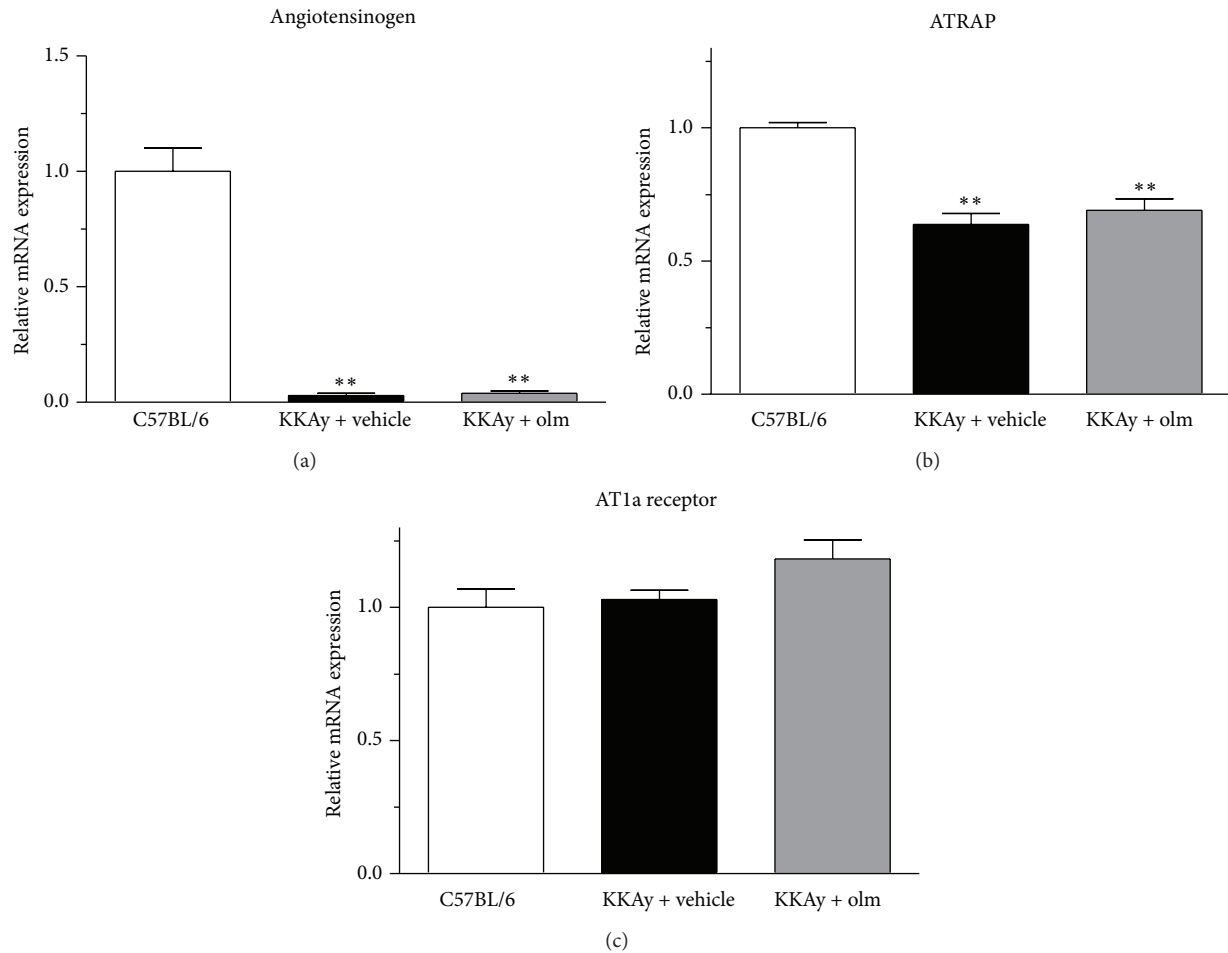 Angiotensinogen
Relative mRNA expression
1.5
1.0
0.5
0.0
**
**
C57BL/6
KKAy + vehicle
KKAy + olm
(a)
ATRAP
Relative mRNA expression
1.0
0.5
0.0
**
**
C57BL/6
KKAy + vehicle
KKAy + olm
(b)
AT1a receptor
Relative mRNA expression
1.0
0.5
0.0
C57BL/6
KKAy + vehicle
KKAy + olm
(c)